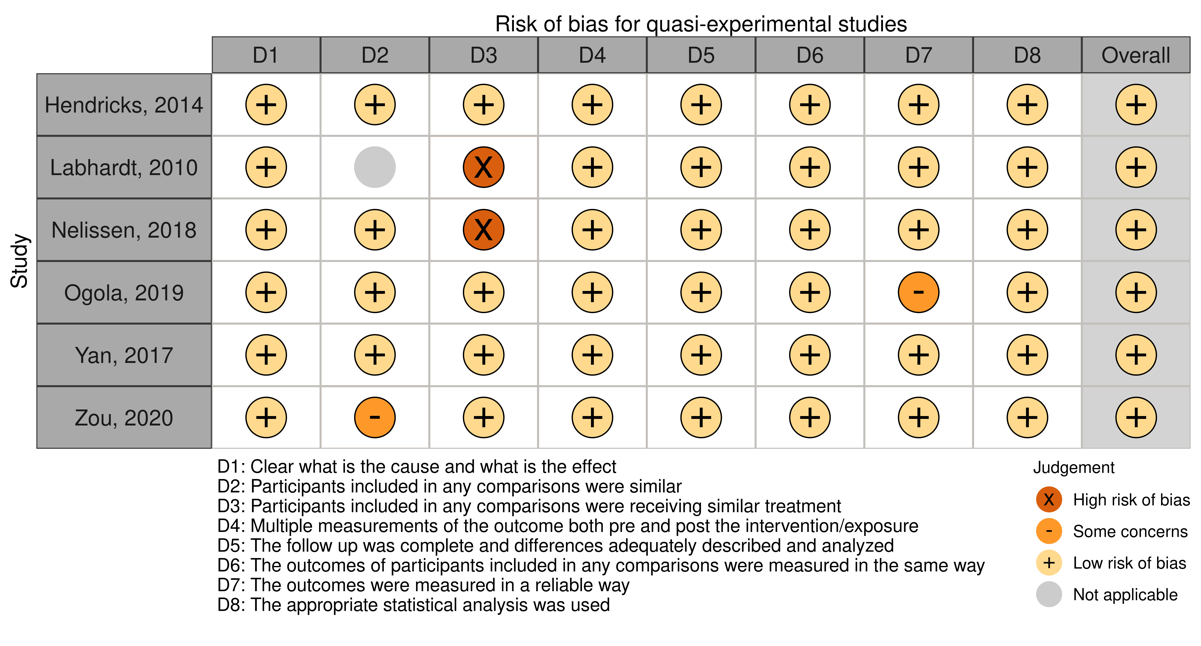 Risk of bias for quasi-experimental studies
D1 D2 D3 D4 D5 D6 D7 D8 Overall
Hendricks, 2014 + + + + + + + + +
Labhardt, 2010 + X + + + + + +
Nelissen, 2018 + + X + + + + + +
Study
Ogola, 2019 + + + + + + - + +
Yan, 2017 + + + + + + + + +
Zou, 2020 + - + + + + + + +
D1: Clear what is the cause and what is the effect
D2: Participants included in any comparisons were similar
D3: Participants included in any comparisons were receiving similar treatment
D4: Multiple measurements of the outcome both pre and post the intervention/exposure
D5: The follow up was complete and differences adequately described and analyzed
D6: The outcomes of participants included in any comparisons were measured in the same way
D7: The outcomes were measured in a reliable way
D8: The appropriate statistical analysis was used
Judgement
X High risk of bias
- Some concerns
+ Low risk of bias
Not applicable